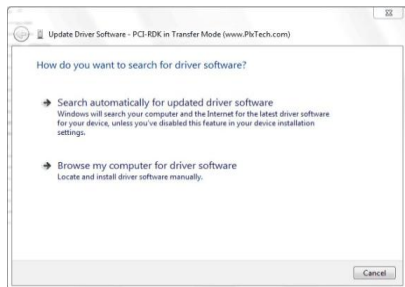 Update Driver Software - PCI-RDK in Transfer Mode (www.PlxTech.com)
How do you want to search for driver software?
Search automatically for updated driver software
Windows will search your computer and the Internet for the latest driver software
for your device, unless you've disabled this feature in your device installation
settings.
Browse my computer for driver software
Locate and install driver software manually.
Cancel